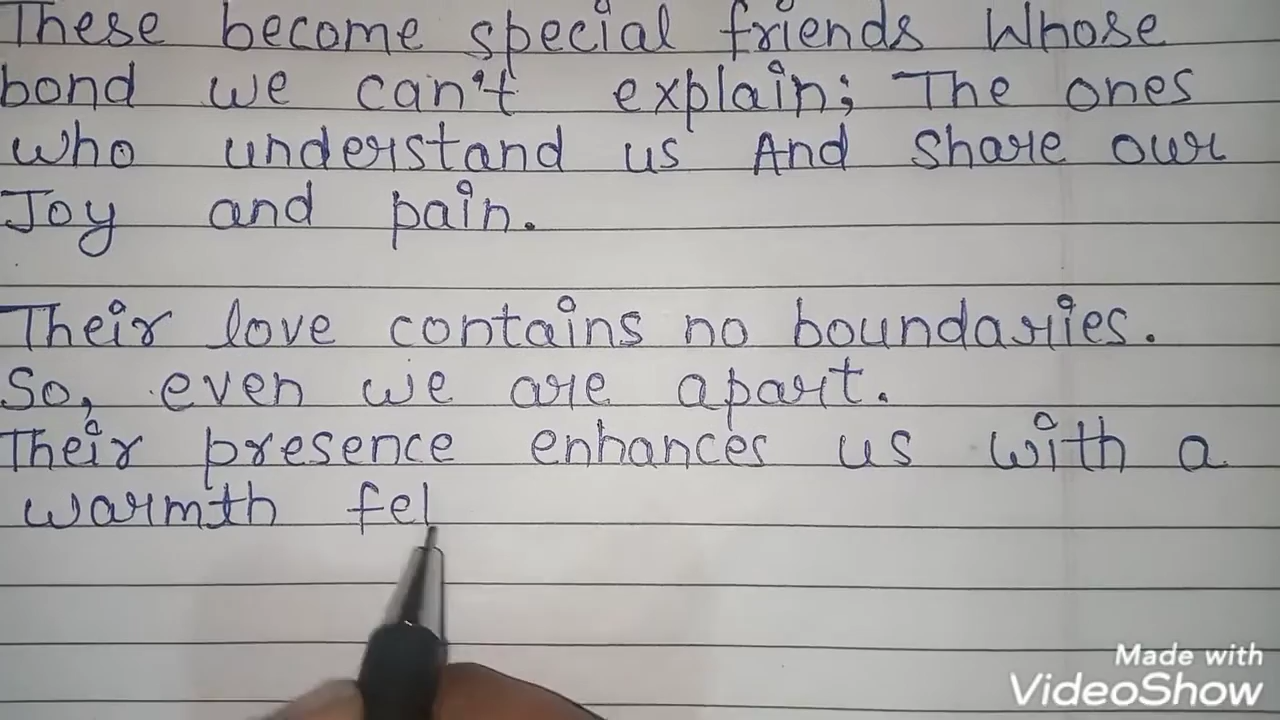 These become special friends Whose
bond we can't explain; The ones
who understand us And share our
Joy and pain.
Their love contains no boundaries.
So, even we are apart.
Their presence enhances us with a
warmth fel
Made with
VideoShow